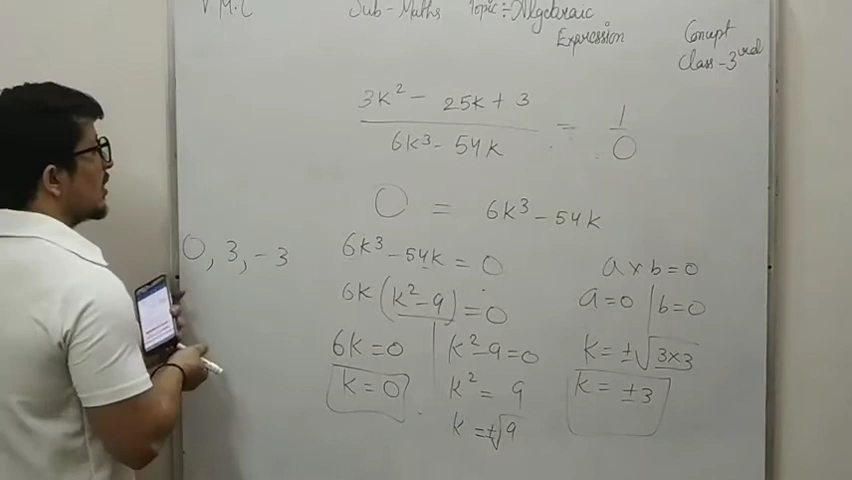 V.M.C Sub - Maths Topic :- Algebraic
Expression
Concept
Class - 3rd
3k² - 25k + 3 / 6k³ - 54k = 1/0
0 = 6k³ - 54k
0, 3, -3
6k³ - 54k = 0
6k (k² - 9) = 0
6k = 0
k = 0
k² - 9 = 0
k² = 9
k = ±√9
a × b = 0
a = 0 | b = 0
k = ±√3×3
k = ±3